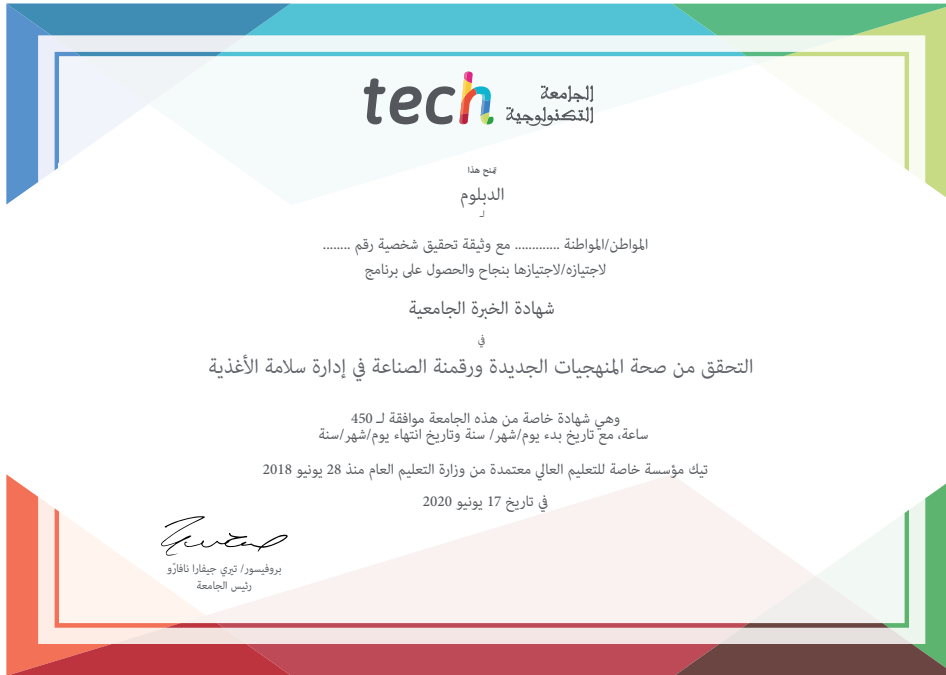 tech الجامعة
التكنولوجية
تمنح هذا
الدبلوم
لـ
المواطن/المواطنة ............ مع وثيقة تحقيق شخصية رقم ........
لاجتيازه/لاجتيازها بنجاح والحصول على برنامج
شهادة الخبرة الجامعية
في
التحقق من صحة المنهجيات الجديدة ورقمنة الصناعة في إدارة سلامة الأغذية
وهي شهادة خاصة من هذه الجامعة موافقة لـ 450
ساعة، مع تاريخ بدء يوم/شهر/ سنة وتاريخ انتهاء يوم/شهر/سنة
تيك مؤسسة خاصة للتعليم العالي معتمدة من وزارة التعليم العام منذ 28 يونيو 2018
في تاريخ 17 يونيو 2020
بروفيسور/ تيري جيفارا نافارّو
رئيس الجامعة